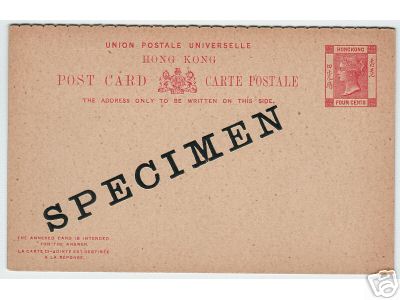 UNION POSTALE UNIVERSELLE
HONG KONG
POST CARD CARTE POSTALE
THE ADDRESS ONLY TO BE WRITTEN ON THIS SIDE.
HONGKONG
FOUR CENTS
SPECIMEN
THE ANNEXED CARD IS INTENDED
FOR THE ANSWER.
LA CARTE CI-JOINTE EST DESTINÉE
A LA RÉPONSE.